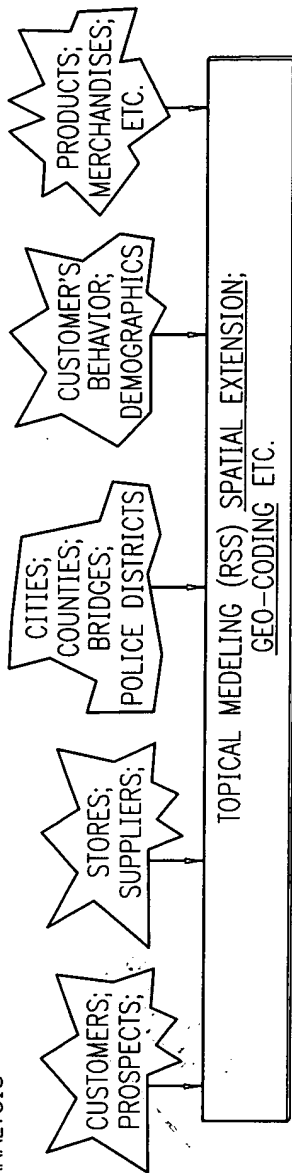 CUSTOMERS;
PROSPECTS;
STORES;
SUPPLIERS;
CITIES;
COUNTIES;
BRIDGES;
POLICE DISTRICTS
CUSTOMER'S
BEHAVIOR;
DEMOGRAPHICS
PRODUCTS;
MERCHANDISES;
ETC.
TOPICAL MEDELING (RSS) SPATIAL EXTENSION;
GEO-CODING ETC.